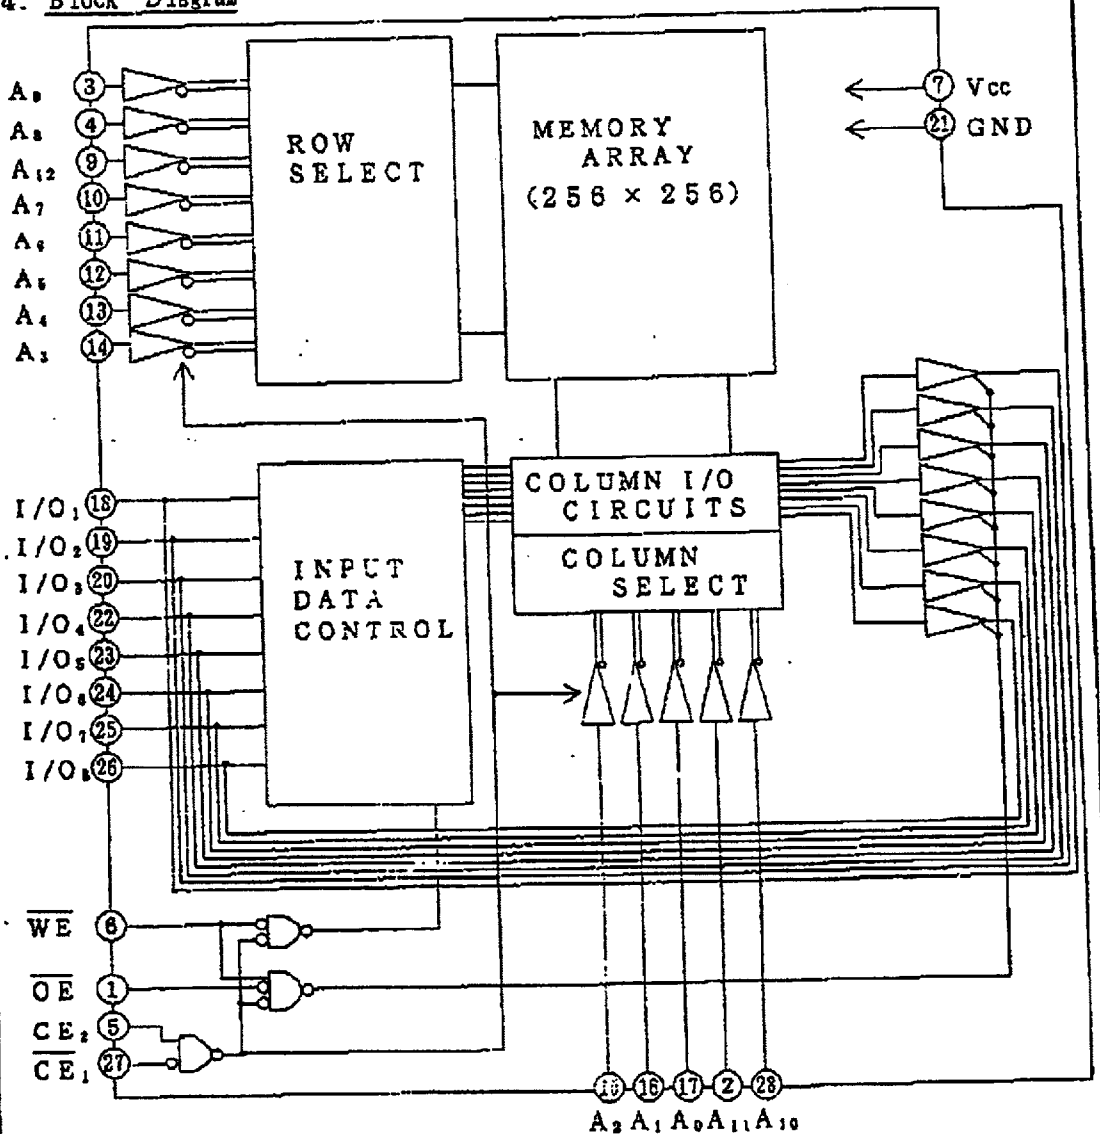 4. Block Diagram
A₉ 3
A₈ 4
A₁₂ 9
A₇ 10
A₆ 11
A₅ 12
A₄ 13
A₃ 14
ROW
SELECT
MEMORY
ARRAY
(256 × 256)
7 Vcc
21 GND
I/O₁ 18
I/O₂ 19
I/O₃ 20
I/O₄ 22
I/O₅ 23
I/O₆ 24
I/O₇ 25
I/O₈ 26
INPUT
DATA
CONTROL
COLUMN I/O
CIRCUITS
COLUMN
SELECT
W̅E̅ 6
O̅E̅ 1
CE₂ 5
C̅E̅₁ 27
15 16 17 2 28
A₂ A₁ A₀ A₁₁ A₁₀